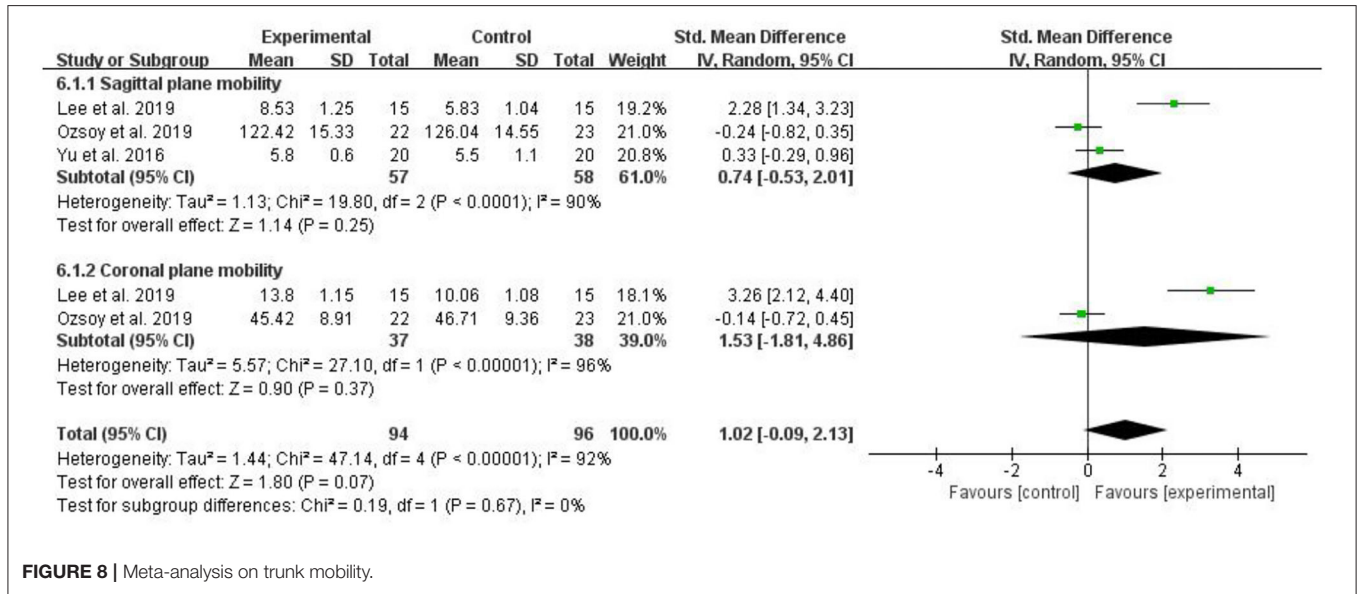 Experimental Control Std. Mean Difference Std. Mean Difference
Study or Subgroup Mean SD Total Mean SD Total Weight IV, Random, 95% CI IV, Random, 95% CI
6.1.1 Sagittal plane mobility
Lee et al. 2019 8.53 1.25 15 5.83 1.04 15 19.2% 2.28 [1.34, 3.23]
Ozsoy et al. 2019 122.42 15.33 22 126.04 14.55 23 21.0% -0.24 [-0.82, 0.35]
Yu et al. 2016 5.8 0.6 20 5.5 1.1 20 20.8% 0.33 [-0.29, 0.96]
Subtotal (95% CI) 57 58 61.0% 0.74 [-0.53, 2.01]
Heterogeneity: Tau² = 1.13; Chi² = 19.80, df = 2 (P < 0.0001); I² = 90%
Test for overall effect: Z = 1.14 (P = 0.25)
6.1.2 Coronal plane mobility
Lee et al. 2019 13.8 1.15 15 10.06 1.08 15 18.1% 3.26 [2.12, 4.40]
Ozsoy et al. 2019 45.42 8.91 22 46.71 9.36 23 21.0% -0.14 [-0.72, 0.45]
Subtotal (95% CI) 37 38 39.0% 1.53 [-1.81, 4.86]
Heterogeneity: Tau² = 5.57; Chi² = 27.10, df = 1 (P < 0.00001); I² = 96%
Test for overall effect: Z = 0.90 (P = 0.37)
Total (95% CI) 94 96 100.0% 1.02 [-0.09, 2.13]
Heterogeneity: Tau² = 1.44; Chi² = 47.14, df = 4 (P < 0.00001); I² = 92%
Test for overall effect: Z = 1.80 (P = 0.07)
Test for subgroup differences: Chi² = 0.19, df = 1 (P = 0.67), I² = 0%
-4 -2 0 2 4
Favours [control] Favours [experimental]
FIGURE 8 | Meta-analysis on trunk mobility.